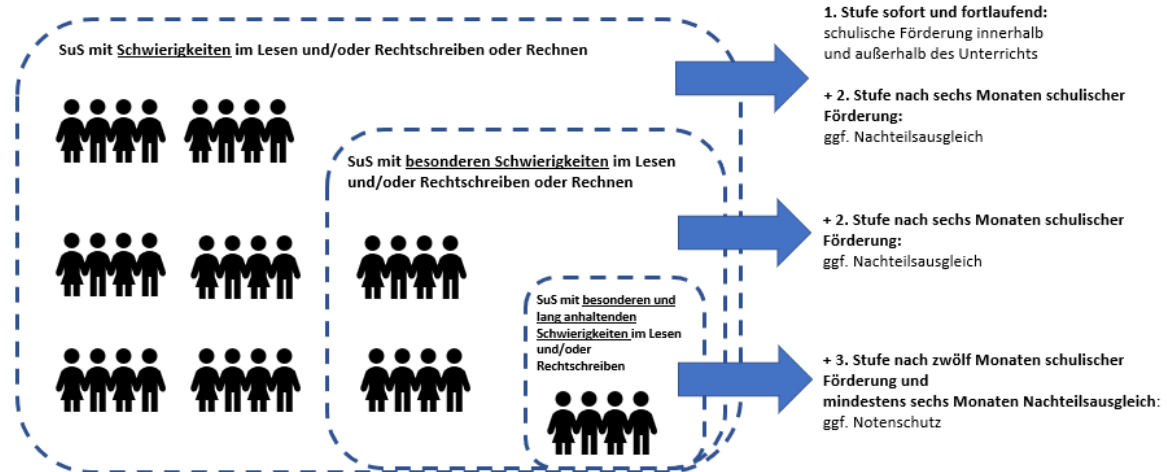 SuS mit Schwierigkeiten im Lesen und/oder Rechtschreiben oder Rechnen
1. Stufe sofort und fortlaufend:
schulische Förderung innerhalb
und außerhalb des Unterrichts
+ 2. Stufe nach sechs Monaten schulischer
Förderung:
ggf. Nachteilsausgleich
SuS mit besonderen Schwierigkeiten im Lesen
und/oder Rechtschreiben oder Rechnen
+ 2. Stufe nach sechs Monaten schulischer
Förderung:
ggf. Nachteilsausgleich
SuS mit besonderen und
lang anhaltenden
Schwierigkeiten im Lesen
und/oder
Rechtschreiben
+ 3. Stufe nach zwölf Monaten schulischer
Förderung und
mindestens sechs Monaten Nachteilsausgleich:
ggf. Notenschutz